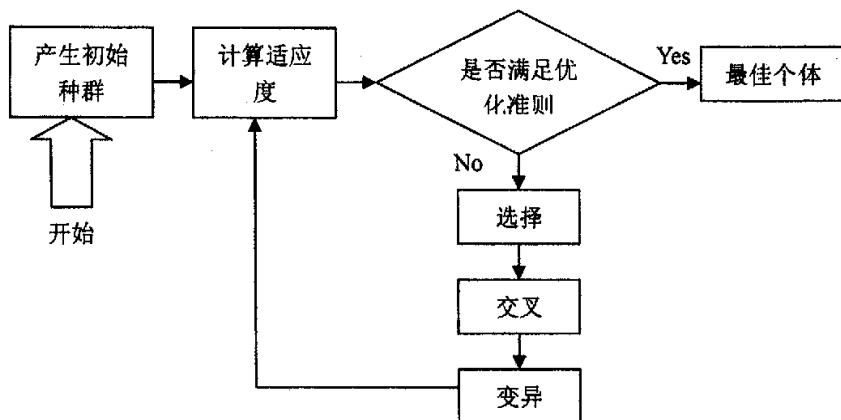 产生初始
种群
计算适应
度
是否满足优
化准则
Yes
最佳个体
No
开始
选择
交叉
变异